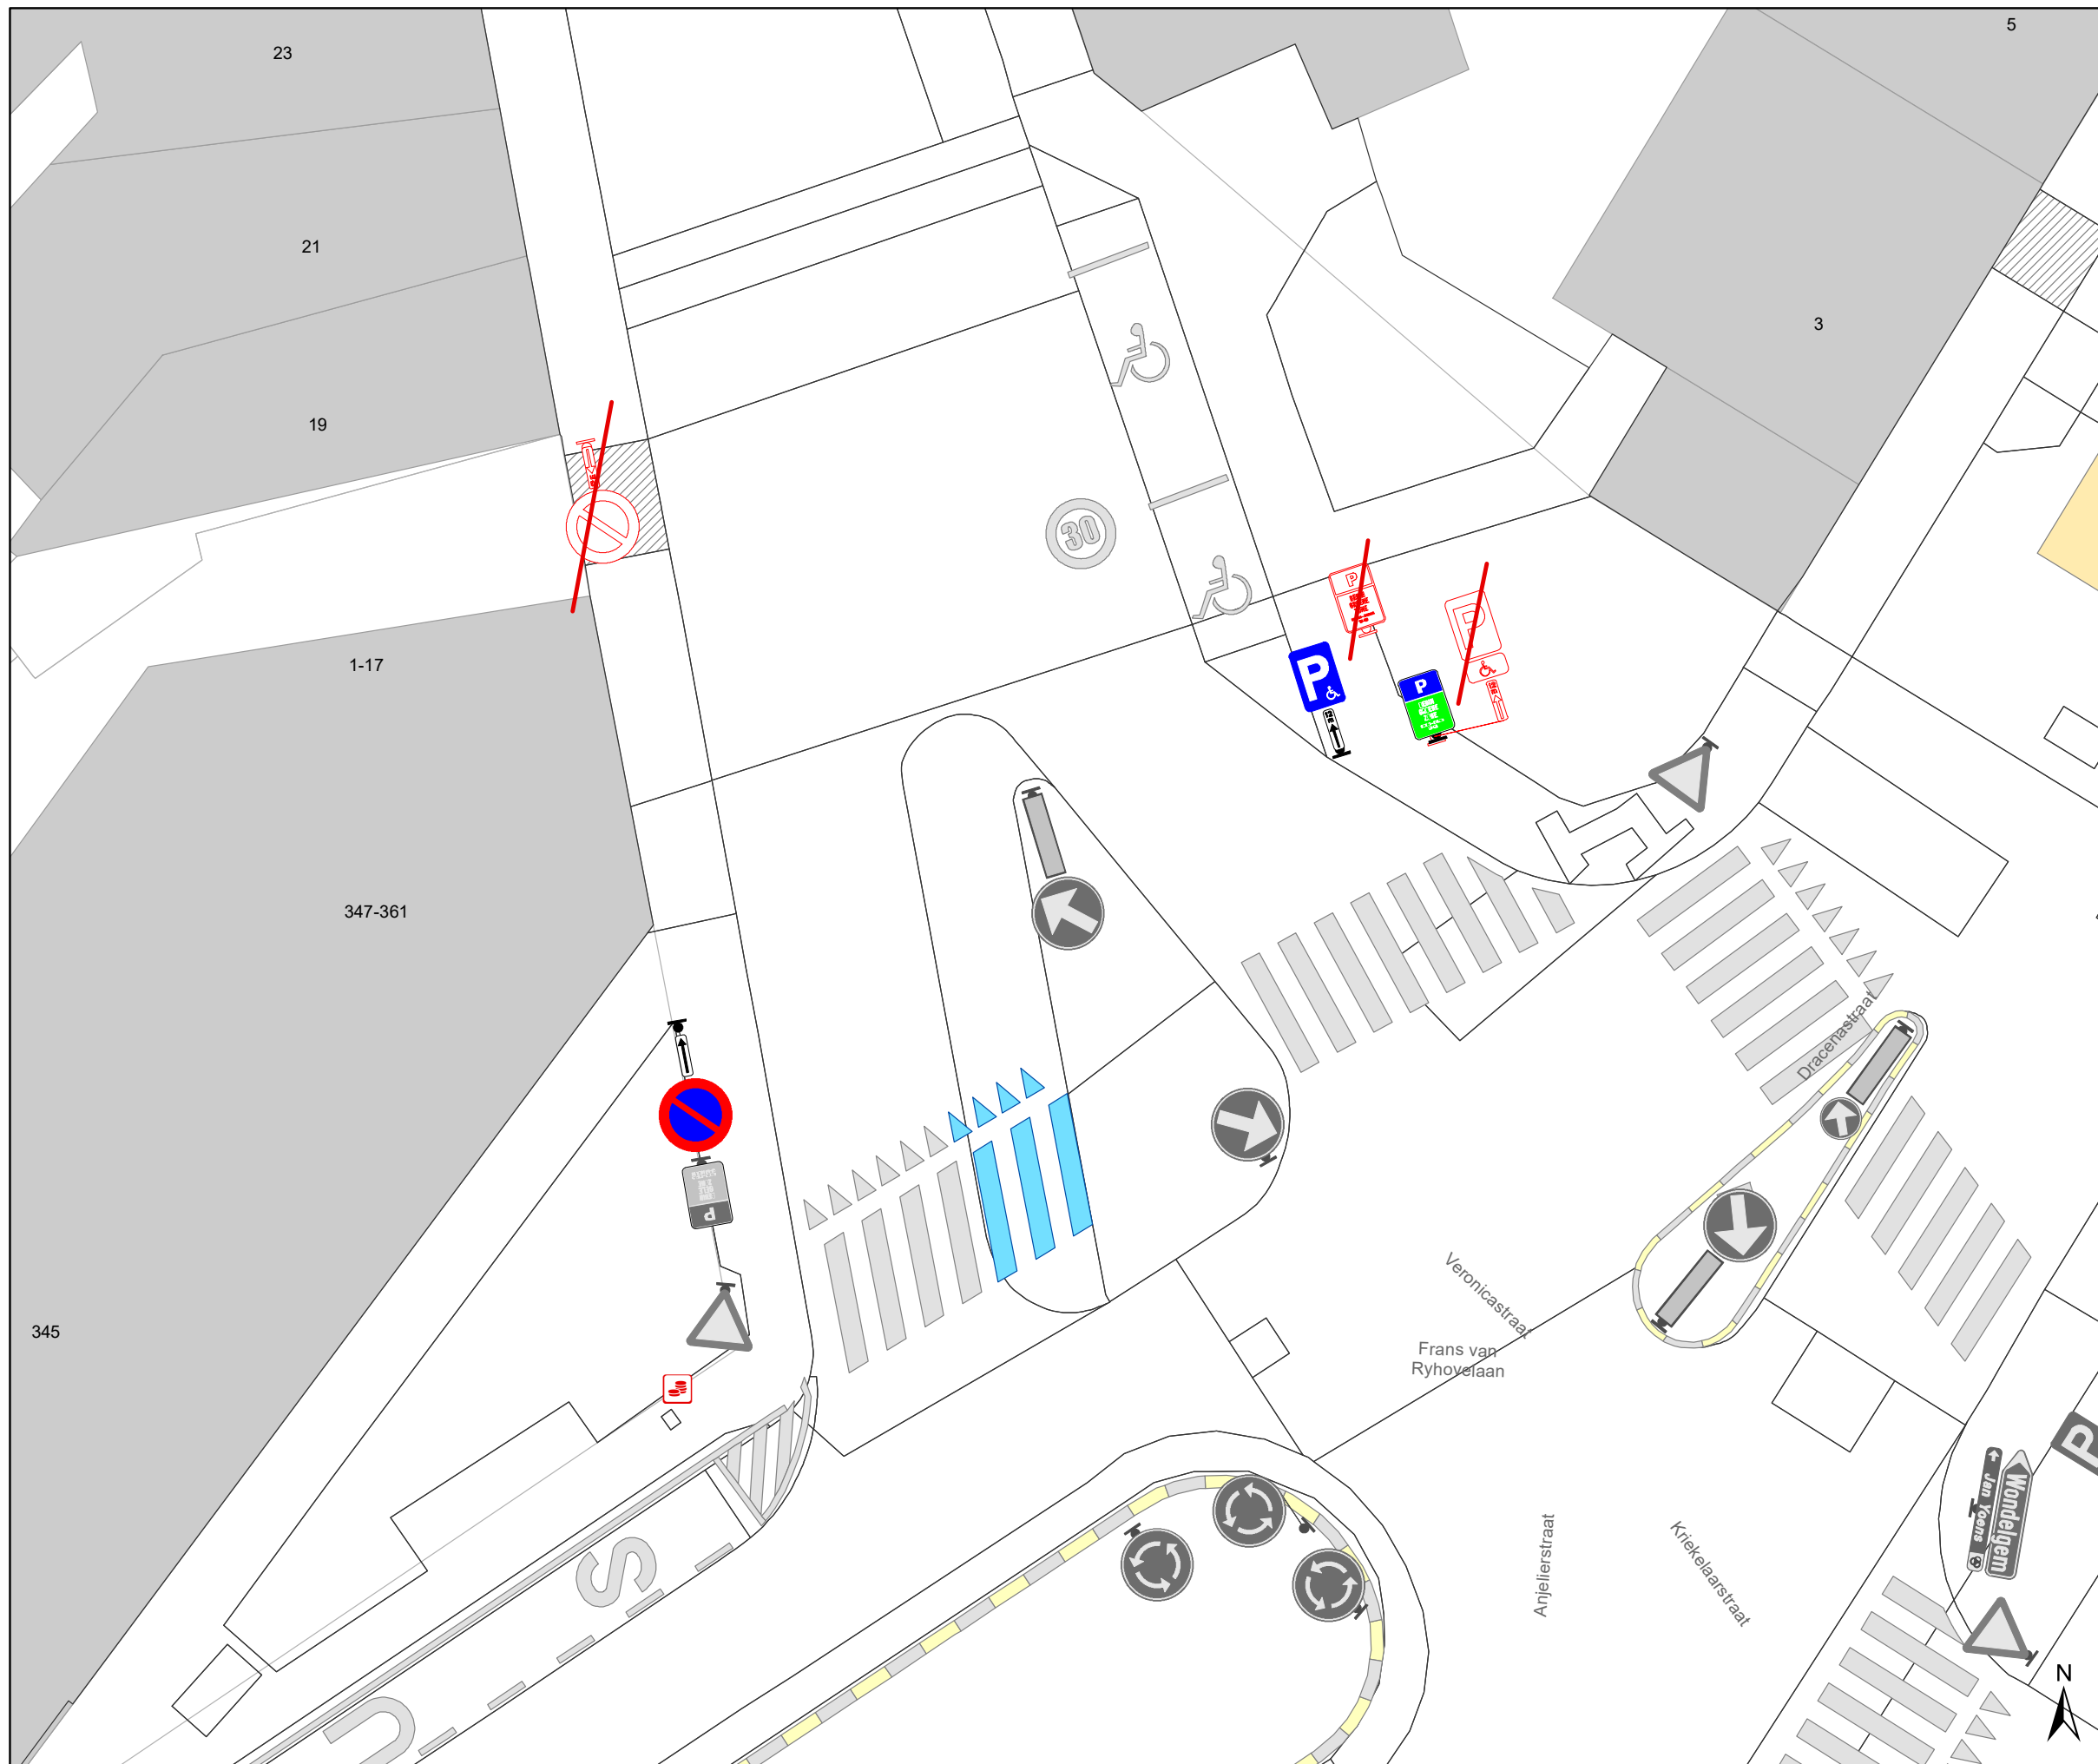 23
5
21
3
19
30
P
P
1-17
P
12 m
P
347-361
Dracenastraat
P
Veronicastraat
Frans van
Ryhovelaan
345
Anjelierstraat
Kriekelaarstraat
P
Jan Yoens
Wondelgem
S
U
N